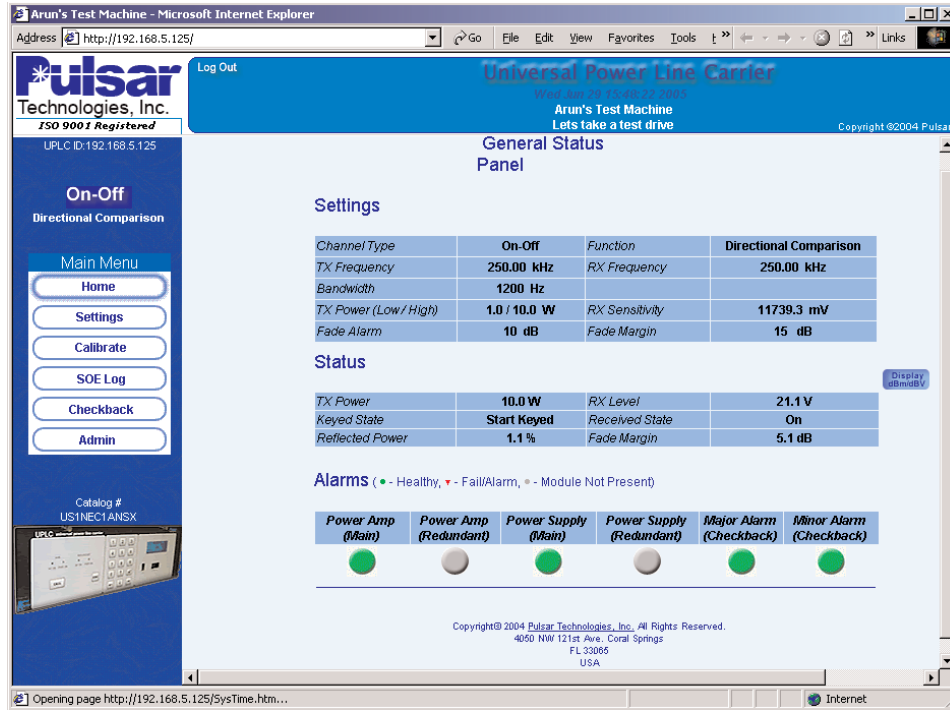 Arun's Test Machine - Microsoft Internet Explorer
Address http://192.168.5.125/ Go File Edit View Favorites Tools Links
Pulsar
Technologies, Inc.
ISO 9001 Registered
Log Out
Universal Power Line Carrier
Wed Jun 29 15:48:22 2005
Arun's Test Machine
Lets take a test drive
Copyright ©2004 Pulsar
UPLC ID:192.168.5.125
On-Off
Directional Comparison
Main Menu
Home
Settings
Calibrate
SOE Log
Checkback
Admin
Catalog #
US1NEC1ANSX
UPLC
General Status
Panel
Settings
Channel Type On-Off Function Directional Comparison
TX Frequency 250.00 kHz RX Frequency 250.00 kHz
Bandwidth 1200 Hz
TX Power (Low / High) 1.0 / 10.0 W RX Sensitivity 11739.3 mV
Fade Alarm 10 dB Fade Margin 15 dB
Status
Display
dBm/dBV
TX Power 10.0 W RX Level 21.1 V
Keyed State Start Keyed Received State On
Reflected Power 1.1 % Fade Margin 5.1 dB
Alarms ( ● - Healthy, ▼ - Fail/Alarm, ● - Module Not Present)
Power Amp (Main) Power Amp (Redundant) Power Supply (Main) Power Supply (Redundant) Major Alarm (Checkback) Minor Alarm (Checkback)
Copyright© 2004 Pulsar Technologies, Inc. All Rights Reserved.
4050 NW 121st Ave. Coral Springs
FL 33065
USA
Opening page http://192.168.5.125/SysTime.htm... Internet